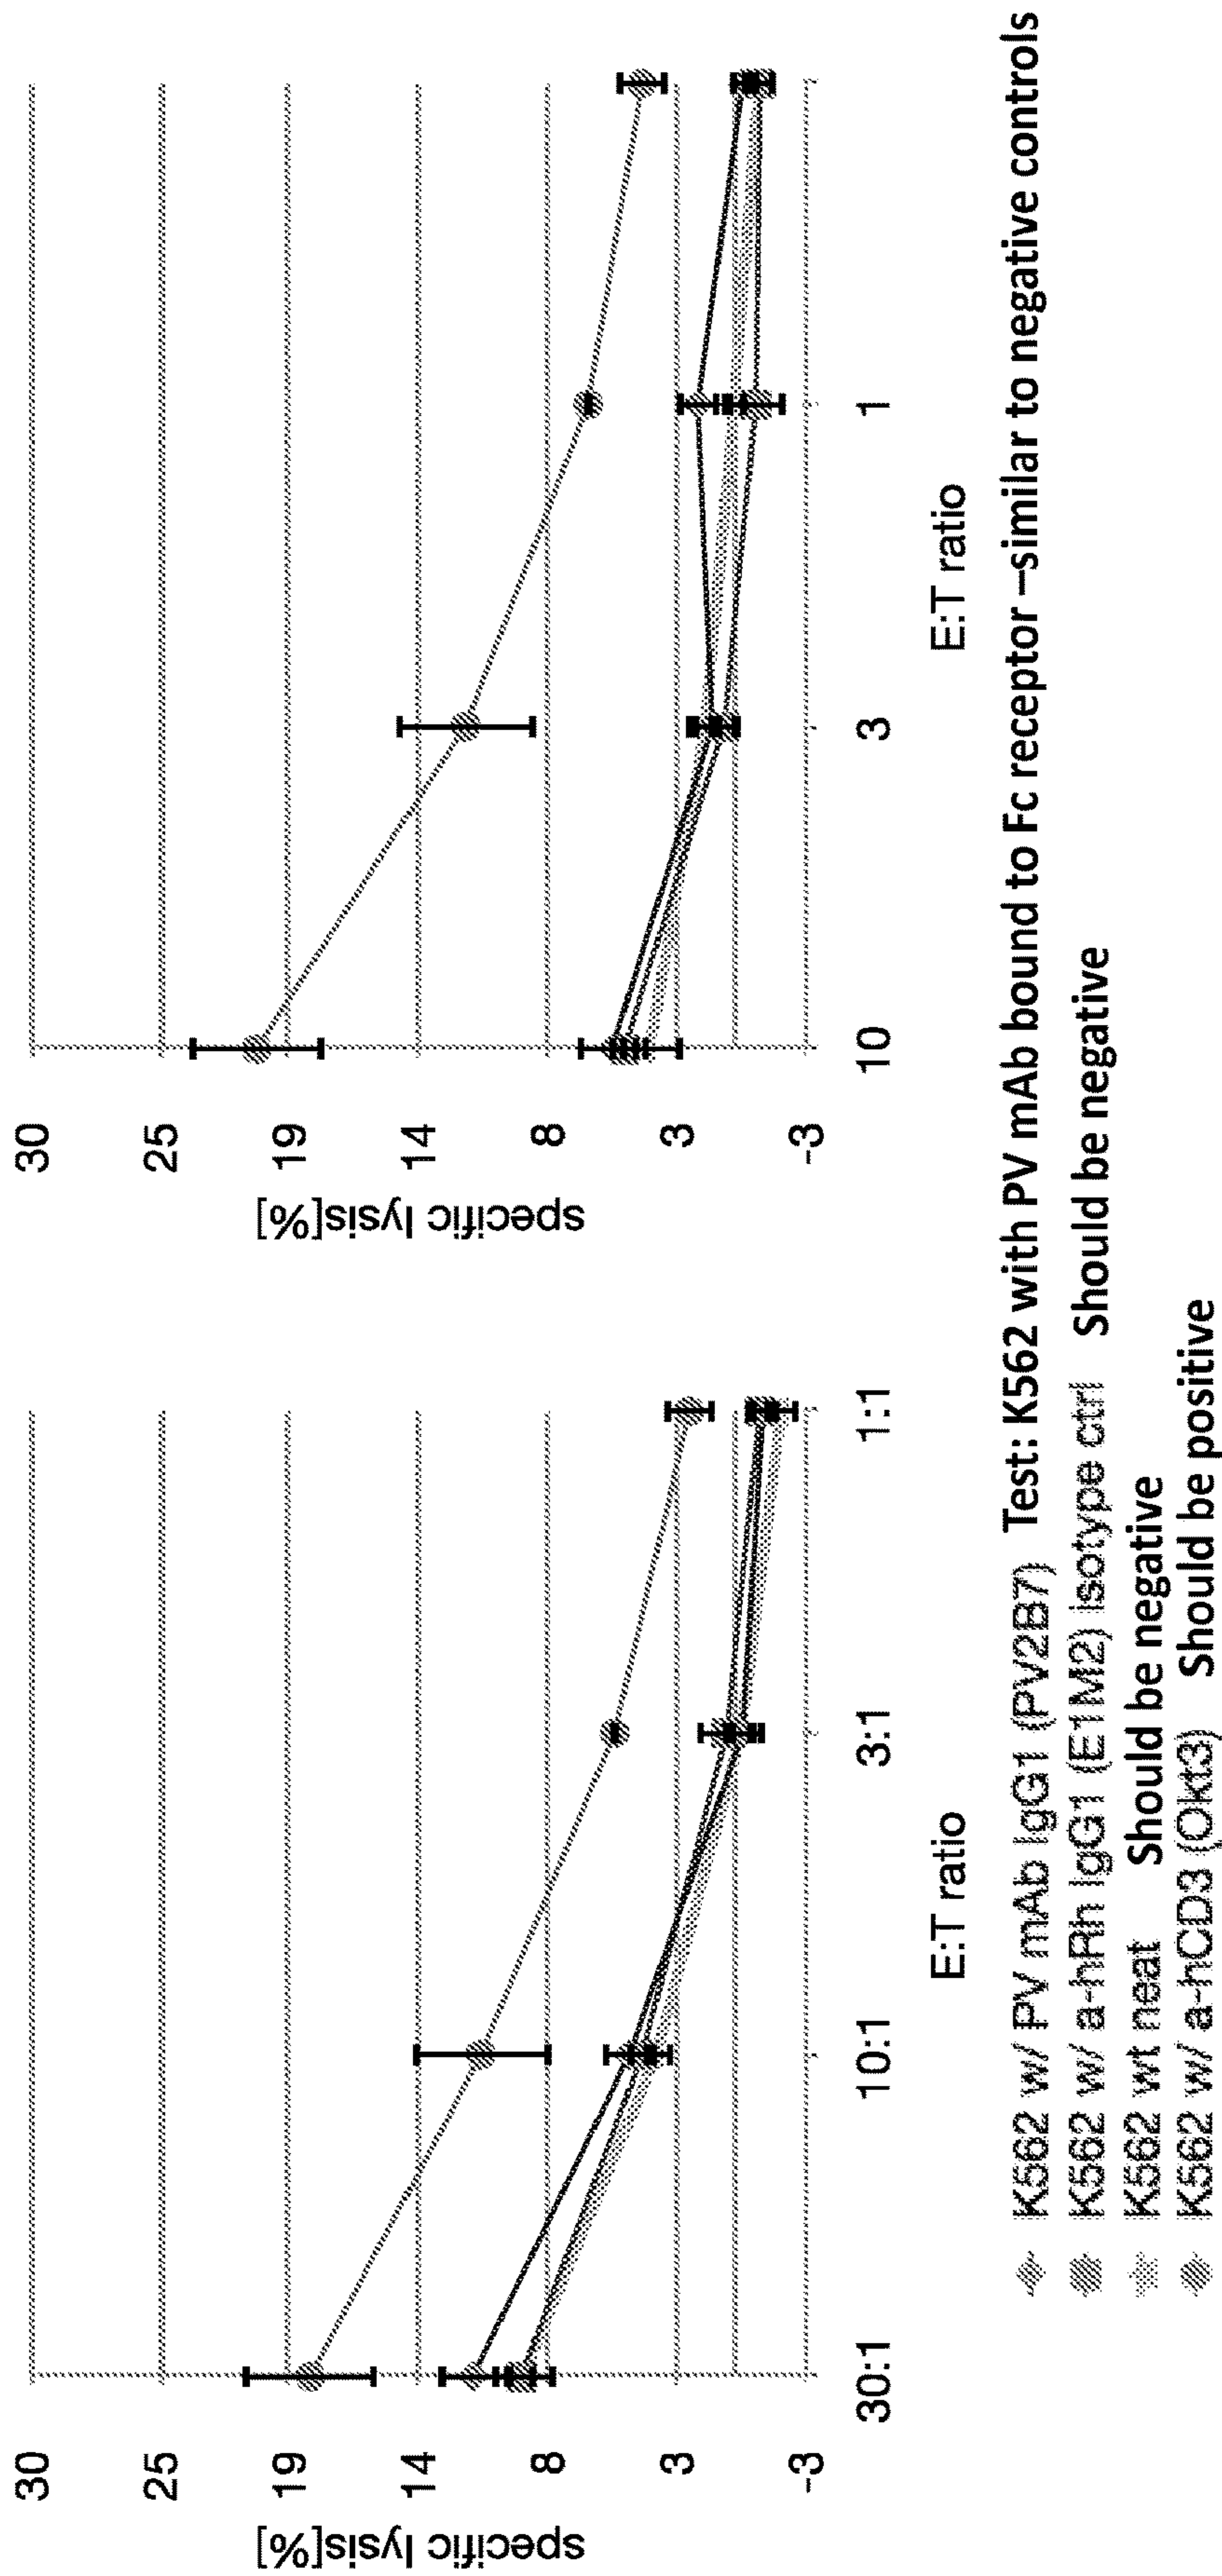 30
25
19
14
8
3
-3
specific lysis[%]
30:1
10:1
3:1
1:1
E:T ratio
30
25
19
14
8
3
-3
specific lysis[%]
10
3
1
E:T ratio
K562 w/ PV mAb IgG1 (PV2B7) Test: K562 with PV mAb bound to Fc receptor –similar to negative controls
K562 w/ a-hRh IgG1 (E1M2) isotype ctrl Should be negative
K562 wt neat Should be negative
K562 w/ a-hCD3 (Okt3) Should be positive